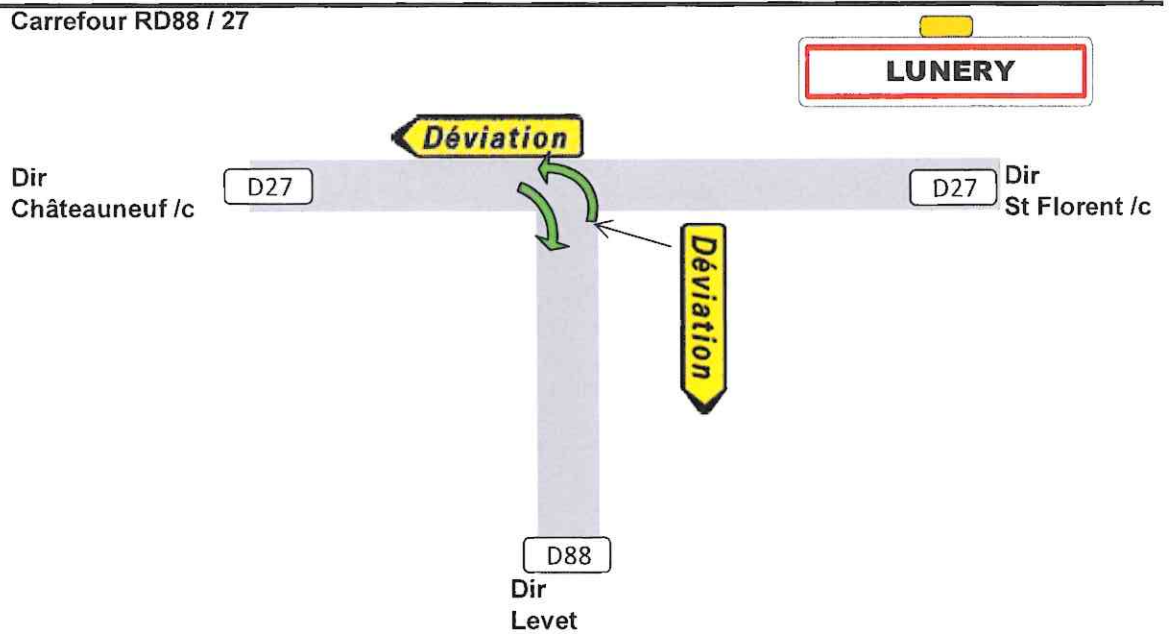 Carrefour RD88 / 27
LUNERY
Déviation
Dir
Châteauneuf /c
D27
D27
Dir
St Florent /c
Déviation
D88
Dir
Levet